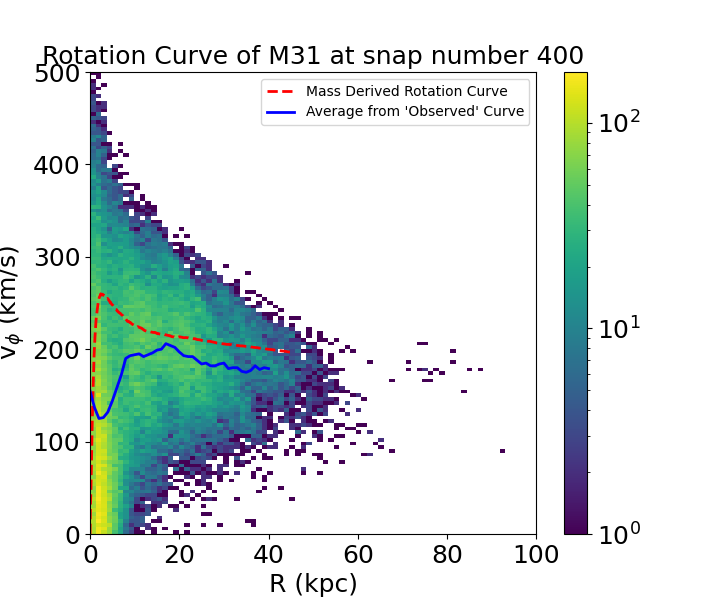 Rotation Curve of M31 at snap number 400
Mass Derived Rotation Curve
Average from 'Observed' Curve
500
400
300
200
100
0
v_ϕ (km/s)
0 20 40 60 80 100
R (kpc)
10²
10¹
10⁰